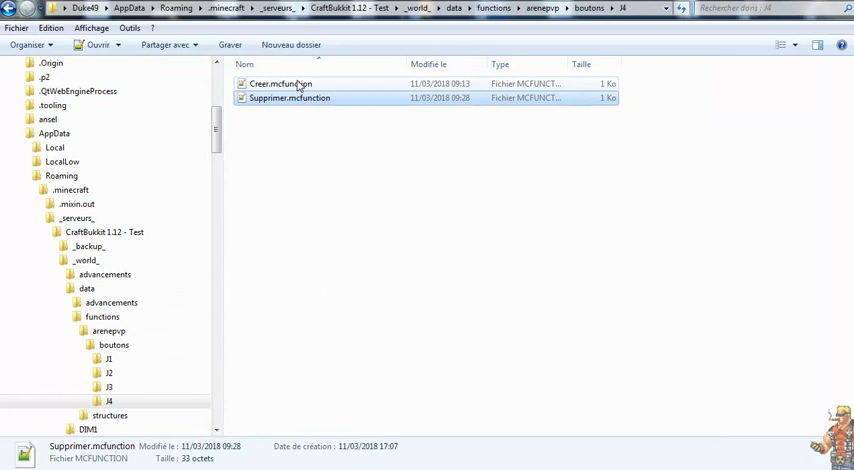 Duke49 ▸ AppData ▸ Roaming ▸ .minecraft ▸ _serveurs_ ▸ CraftBukkit 1.12 - Test ▸ _world_ ▸ data ▸ functions ▸ arenepvp ▸ boutons ▸ J4
Rechercher dans : J4
Fichier Edition Affichage Outils ?
Organiser Ouvrir Partager avec Graver Nouveau dossier
Nom Modifié le Type Taille
Creer.mcfunction 11/03/2018 09:13 Fichier MCFUNCT... 1 Ko
Supprimer.mcfunction 11/03/2018 09:28 Fichier MCFUNCT... 1 Ko
.Origin
.p2
.QtWebEngineProcess
.tooling
ansel
AppData
Local
LocalLow
Roaming
.minecraft
.mixin.out
_serveurs_
CraftBukkit 1.12 - Test
_backup_
_world_
advancements
data
advancements
functions
arenepvp
boutons
J1
J2
J3
J4
structures
DIM1
Supprimer.mcfunction Modifié le : 11/03/2018 09:28 Date de création : 11/03/2018 17:07
Fichier MCFUNCTION Taille : 33 octets